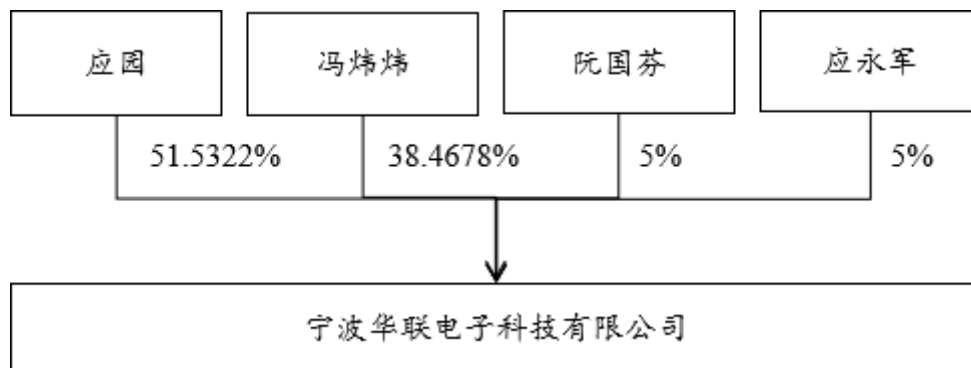 应园 冯炜炜 阮国芬 应永军
51.5322% 38.4678% 5% 5%
宁波华联电子科技有限公司